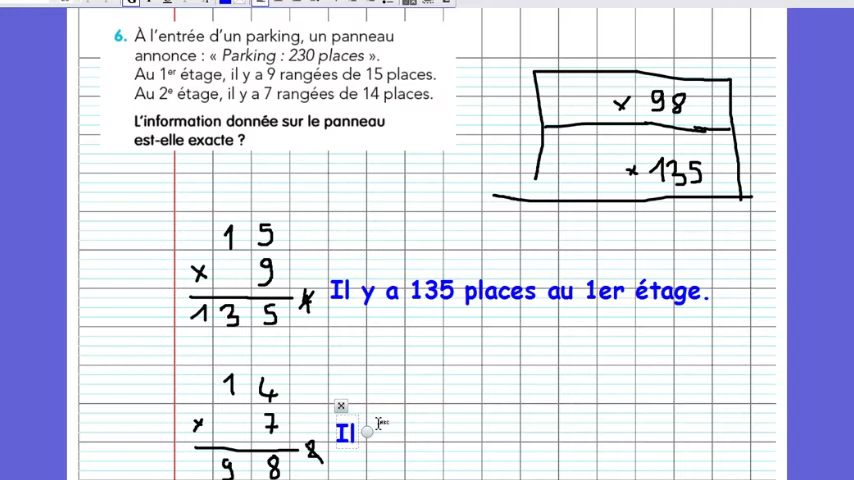 6. À l'entrée d'un parking, un panneau
annonce : « Parking : 230 places ».
Au 1er étage, il y a 9 rangées de 15 places.
Au 2e étage, il y a 7 rangées de 14 places.
L'information donnée sur le panneau
est-elle exacte ?
x 98
x 135
1 5
x 9
1 3 5
Il y a 135 places au 1er étage.
1 4
x 7
9 8
Il